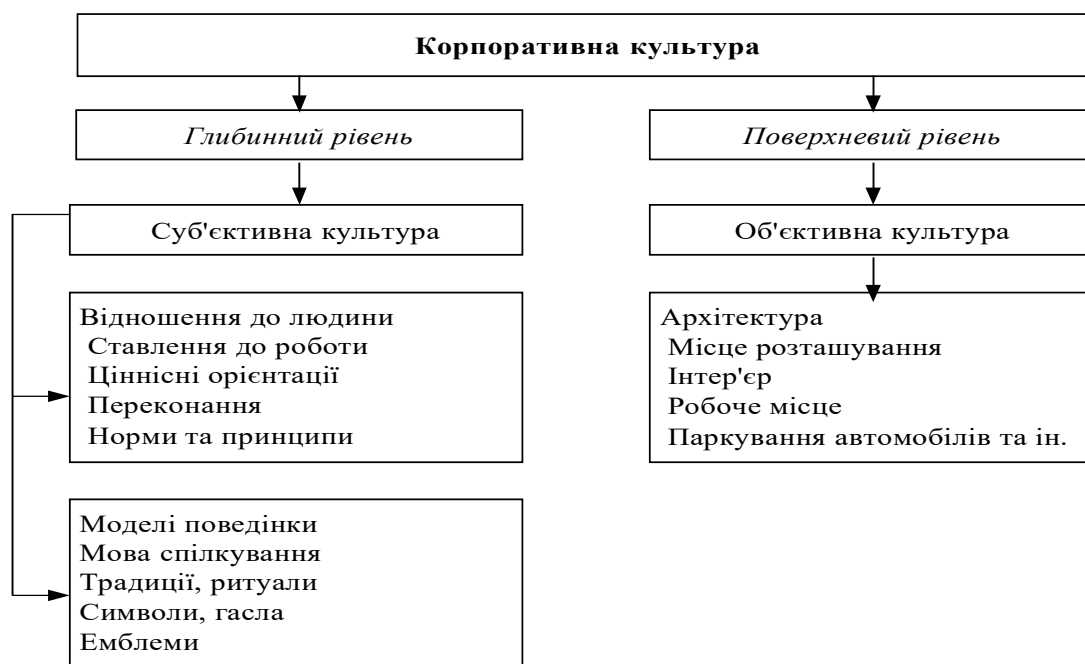 Корпоративна культура
Глибинний рівень
Поверхневий рівень
Суб'єктивна культура
Об'єктивна культура
Відношення до людини
Ставлення до роботи
Ціннісні орієнтації
Переконання
Норми та принципи
Архітектура
Місце розташування
Інтер'єр
Робоче місце
Паркування автомобілів та ін.
Моделі поведінки
Мова спілкування
Традиції, ритуали
Символи, гасла
Емблеми